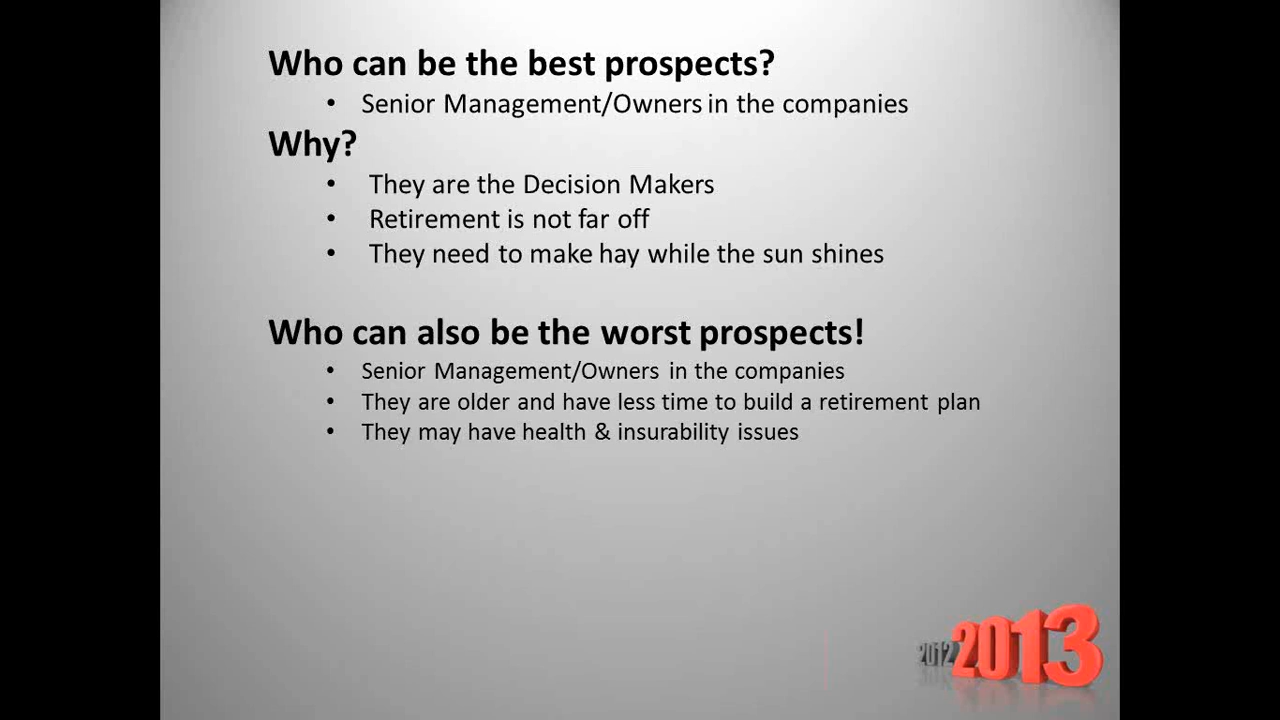 Who can be the best prospects?
• Senior Management/Owners in the companies
Why?
• They are the Decision Makers
• Retirement is not far off
• They need to make hay while the sun shines
Who can also be the worst prospects!
• Senior Management/Owners in the companies
• They are older and have less time to build a retirement plan
• They may have health & insurability issues
2012 2013